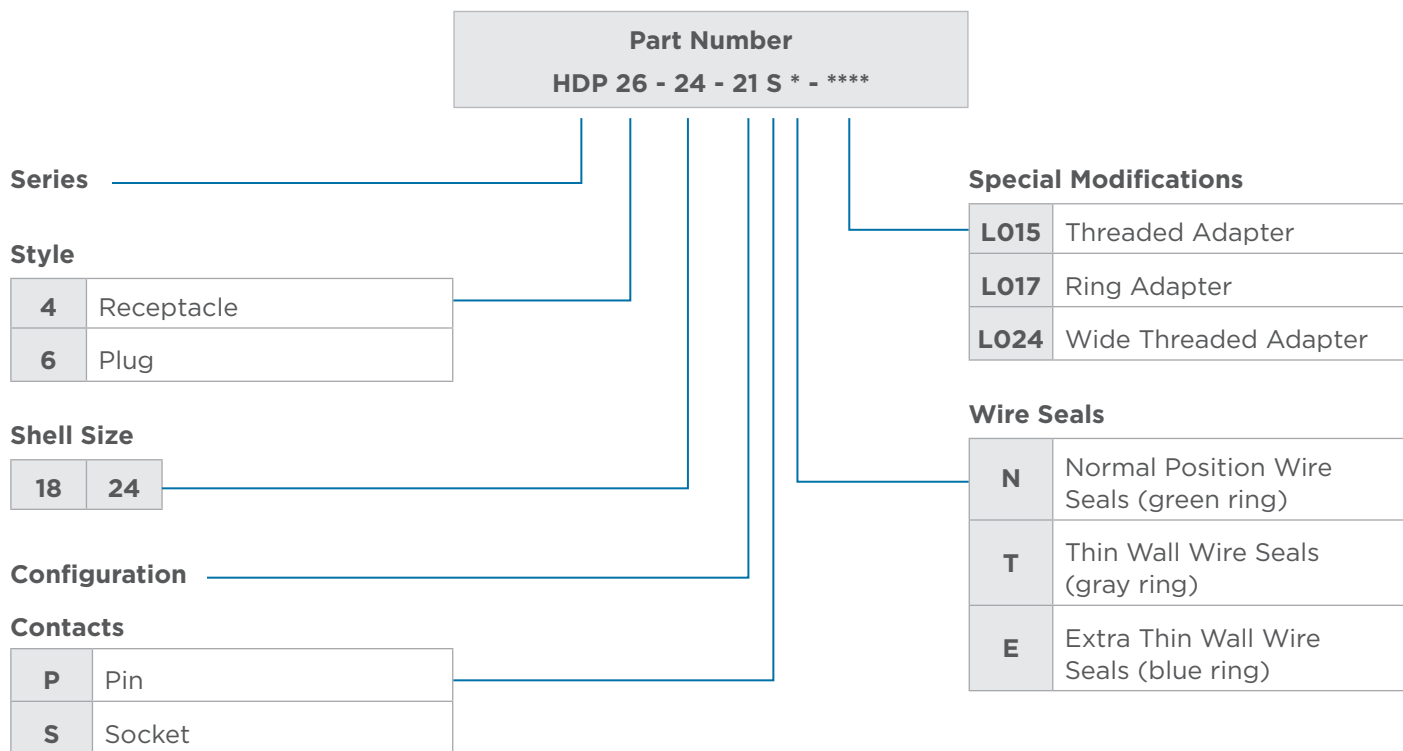 Part Number
HDP 26 - 24 - 21 S * - ****
Series
Style
4 Receptacle
6 Plug
Shell Size
18 24
Configuration
Contacts
P Pin
S Socket
Special Modifications
L015 Threaded Adapter
L017 Ring Adapter
L024 Wide Threaded Adapter
Wire Seals
N Normal Position Wire
Seals (green ring)
T Thin Wall Wire Seals
(gray ring)
E Extra Thin Wall Wire
Seals (blue ring)